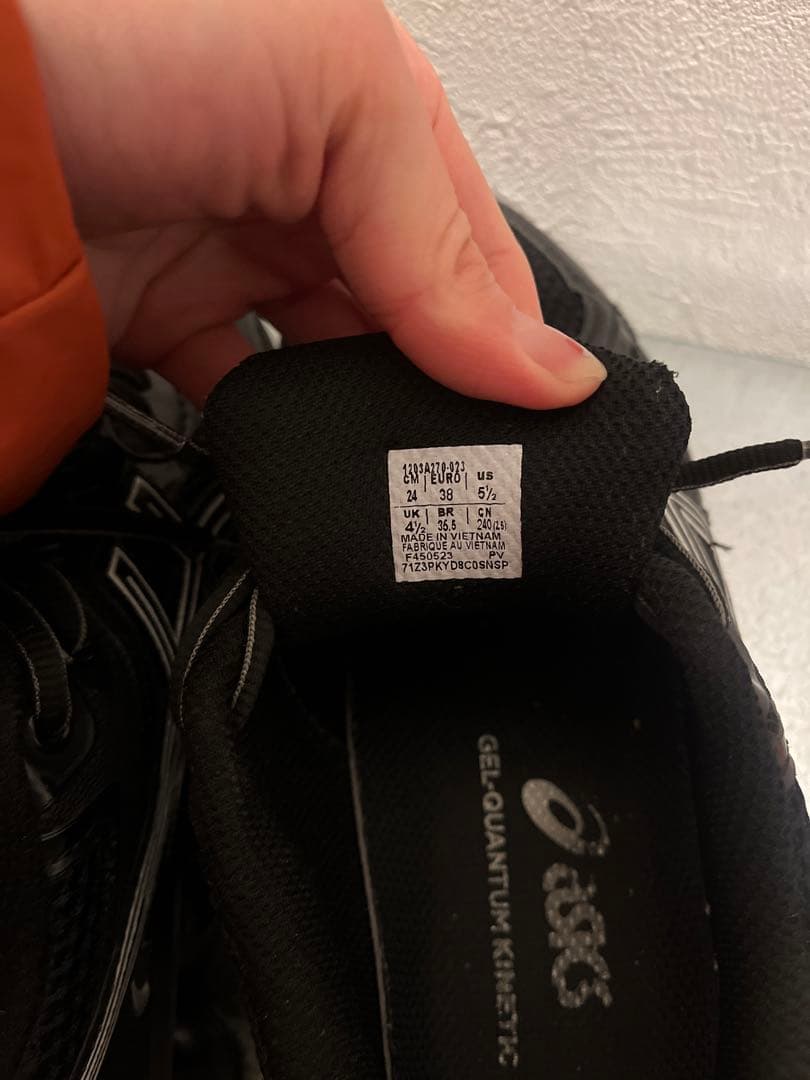 1203A270-023
CM | EURO | US
24 38 5½
UK | BR | CN
4½ 36,5 240(2.5)
MADE IN VIETNAM
FABRIQUE AU VIETNAM
F450523 PV
71Z3PKYD8C0SNSP
asics
GEL-QUANTUM KINETIC